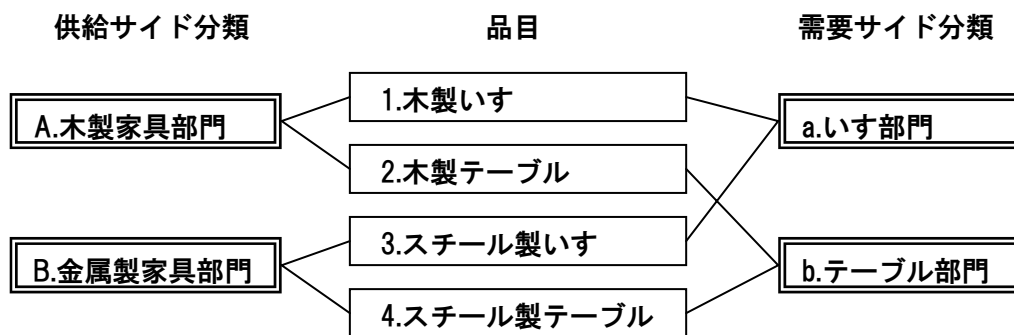 供給サイド分類
品目
需要サイド分類
1.木製いす
A.木製家具部門
a.いす部門
2.木製テーブル
3.スチール製いす
B.金属製家具部門
b.テーブル部門
4.スチール製テーブル